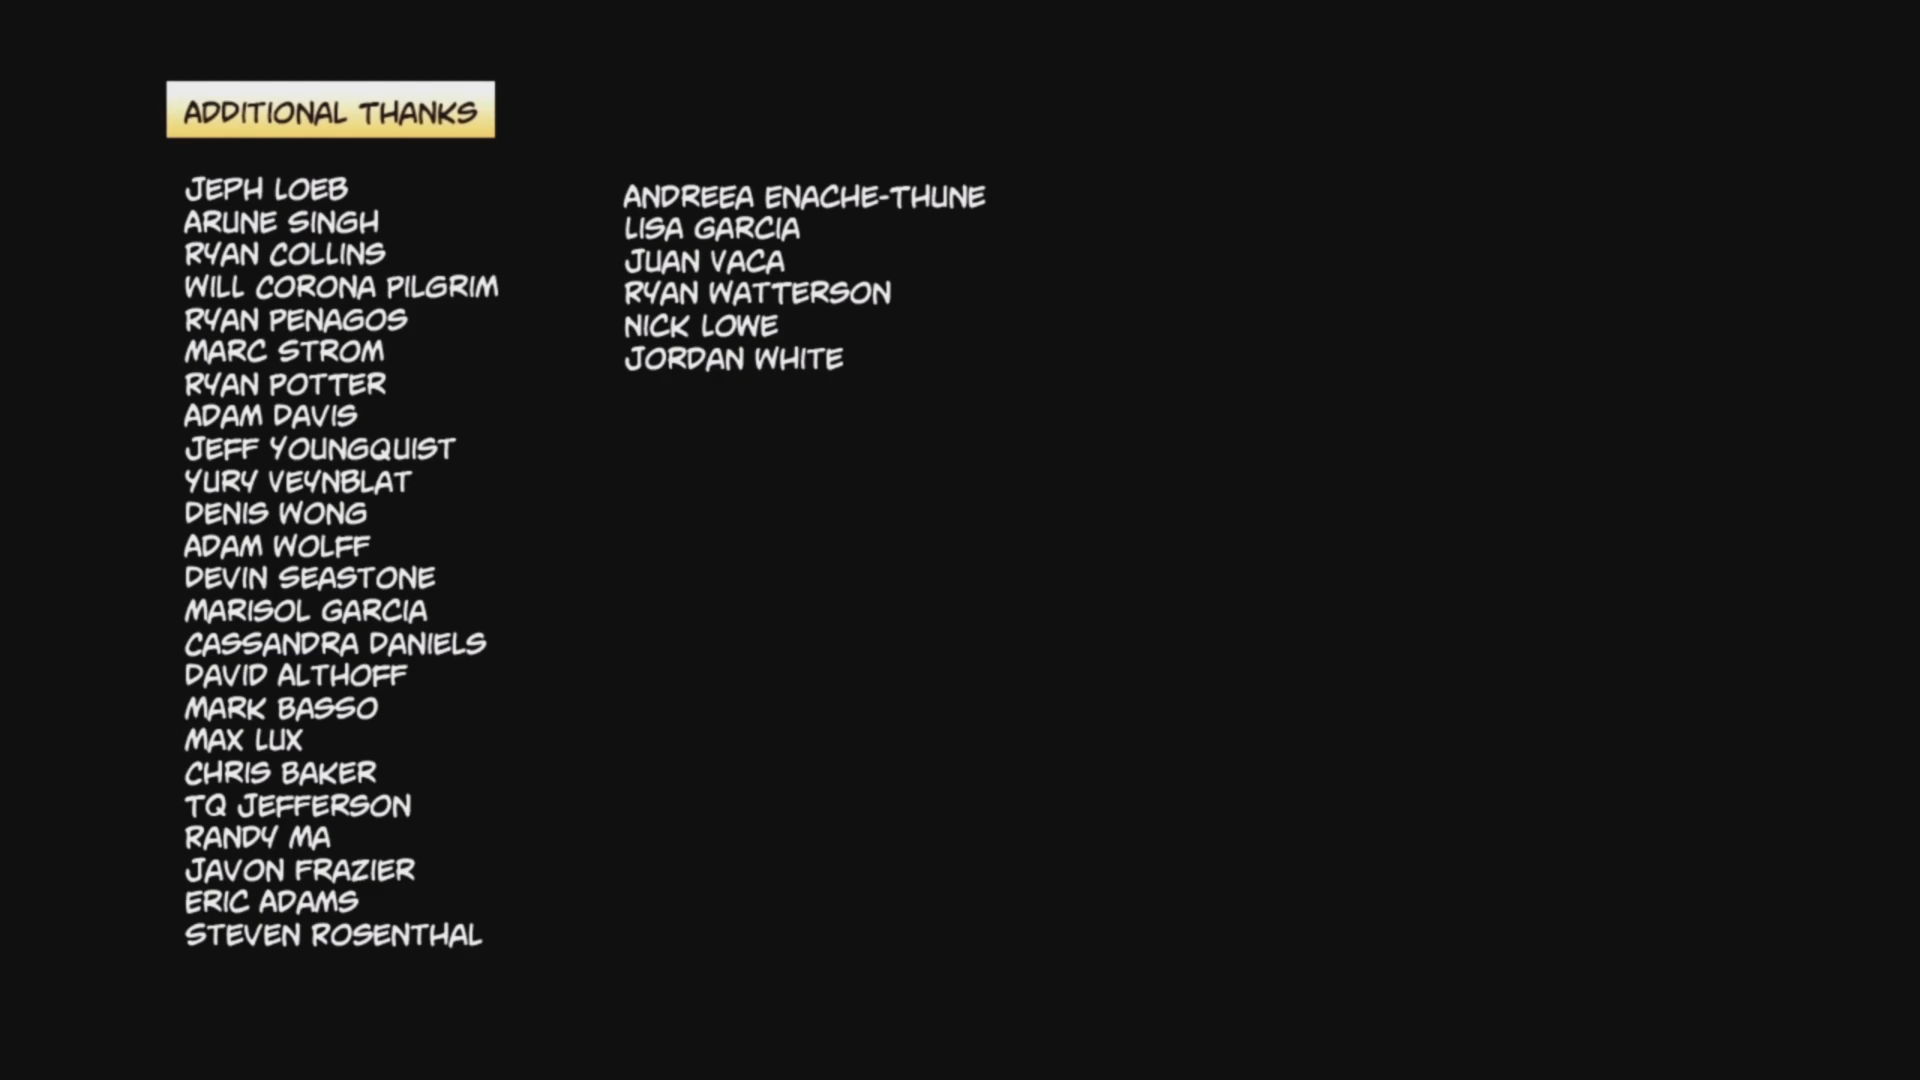 ADDITIONAL THANKS
JEPH LOEB
ARUNE SINGH
RYAN COLLINS
WILL CORONA PILGRIM
RYAN PENAGOS
MARC STROM
RYAN POTTER
ADAM DAVIS
JEFF YOUNGQUIST
YURY VEYNBLAT
DENIS WONG
ADAM WOLFF
DEVIN SEASTONE
MARISOL GARCIA
CASSANDRA DANIELS
DAVID ALTHOFF
MARK BASSO
MAX LUX
CHRIS BAKER
TQ JEFFERSON
RANDY MA
JAVON FRAZIER
ERIC ADAMS
STEVEN ROSENTHAL
ANDREEA ENACHE-THUNE
LISA GARCIA
JUAN VACA
RYAN WATTERSON
NICK LOWE
JORDAN WHITE